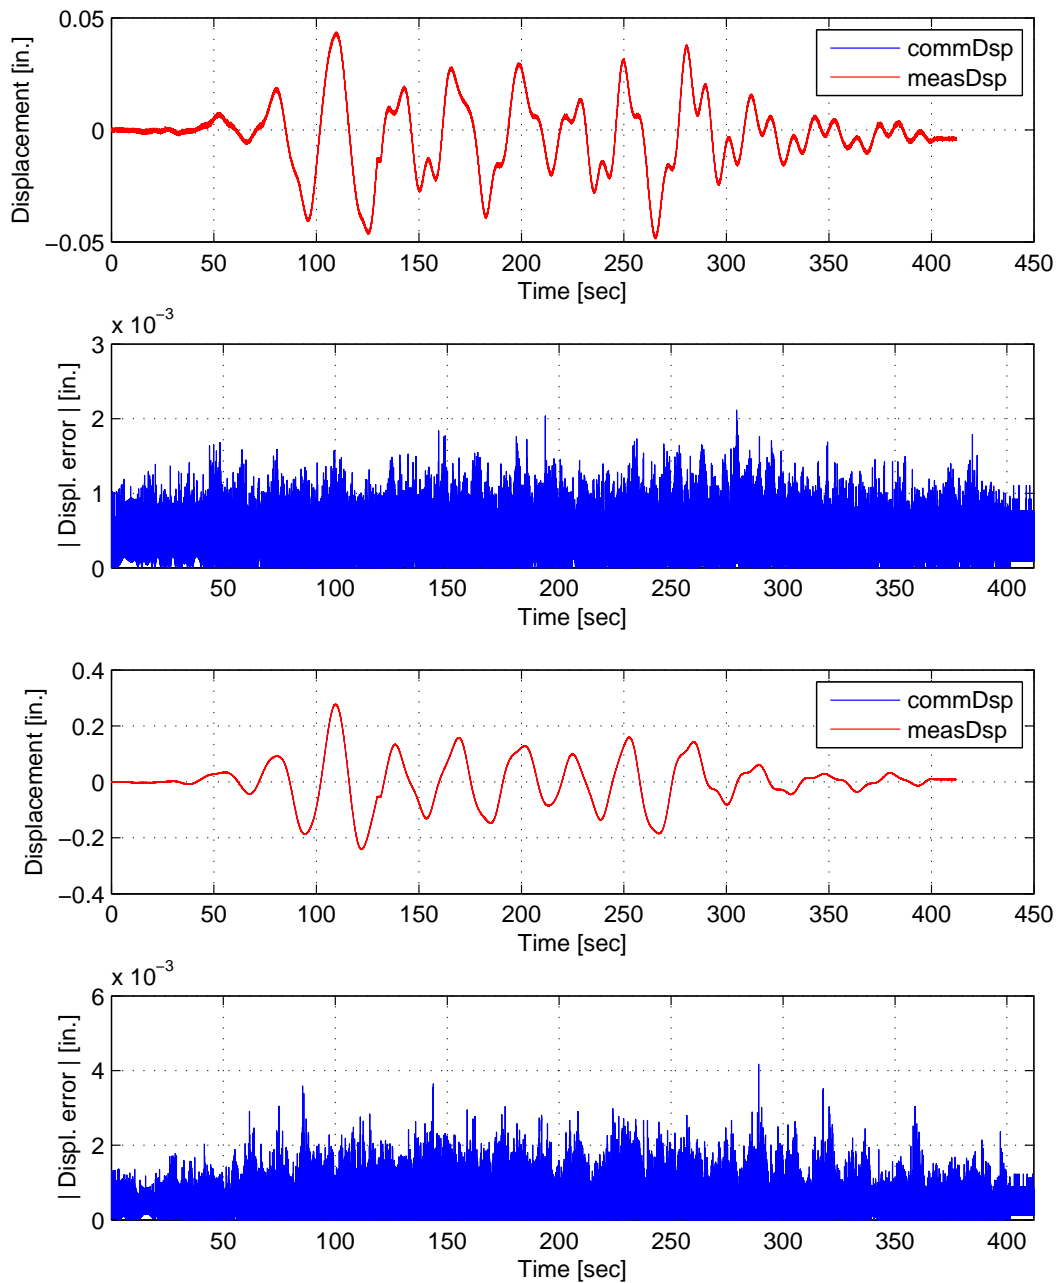 0.05
0
−0.05
Displacement [in.]
commDsp
measDsp
0 50 100 150 200 250 300 350 400 450
Time [sec]
x 10−3
3
2
1
0
| Displ. error | [in.]
50 100 150 200 250 300 350 400
Time [sec]
0.4
0.2
0
−0.2
−0.4
Displacement [in.]
commDsp
measDsp
0 50 100 150 200 250 300 350 400 450
Time [sec]
x 10−3
6
4
2
0
| Displ. error | [in.]
50 100 150 200 250 300 350 400
Time [sec]